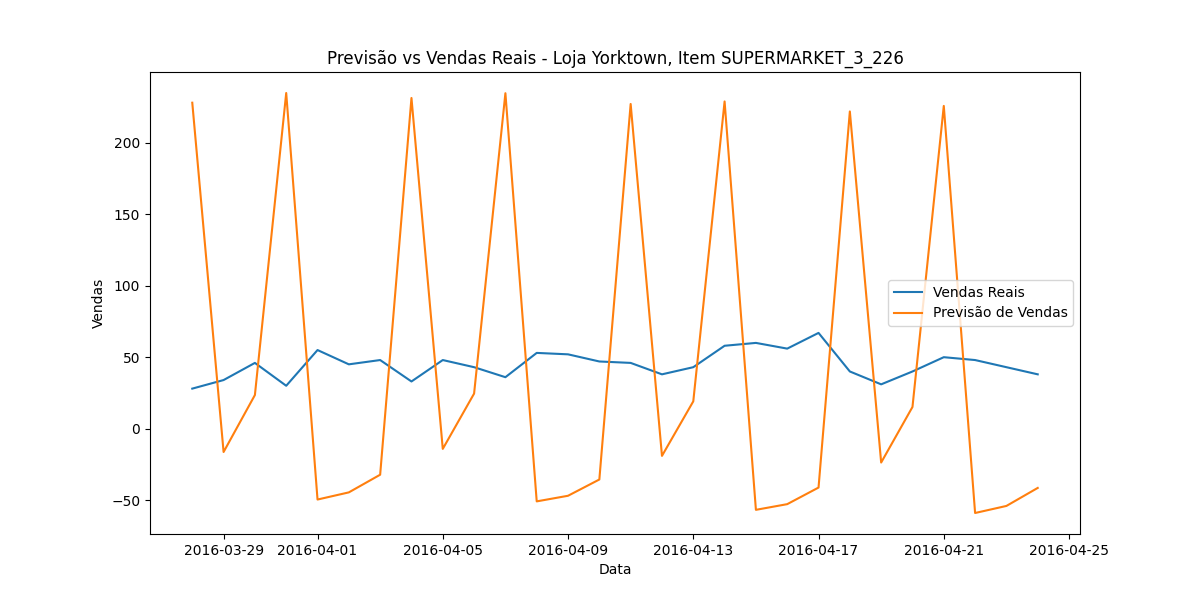 Previsão vs Vendas Reais - Loja Yorktown, Item SUPERMARKET_3_226
Vendas
200
150
100
50
0
−50
Vendas Reais
Previsão de Vendas
2016-03-29 2016-04-01 2016-04-05 2016-04-09 2016-04-13 2016-04-17 2016-04-21 2016-04-25
Data